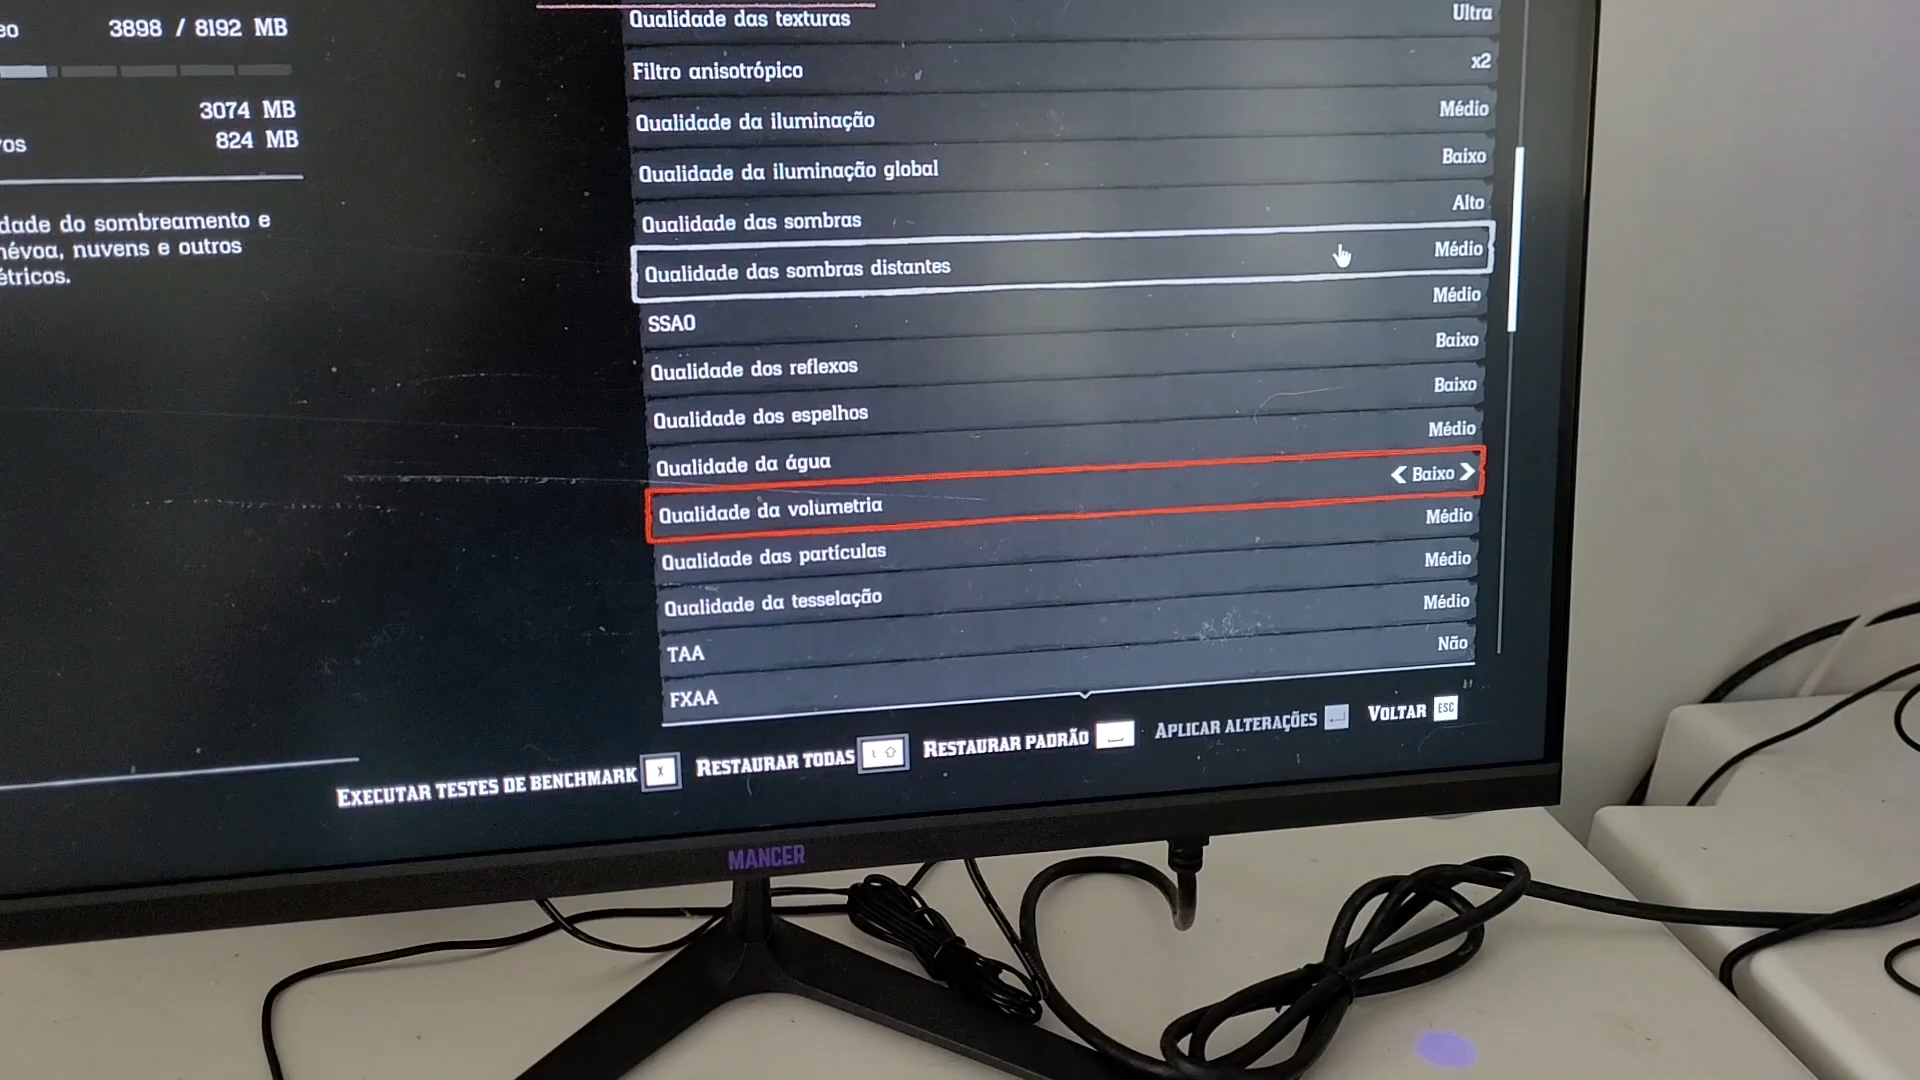 eo 3898 / 8192 MB
3074 MB
vos 824 MB
dade do sombreamento e
névoa, nuvens e outros
étricos.
Qualidade das texturas Ultra
Filtro anisotrópico x2
Qualidade da iluminação Médio
Qualidade da iluminação global Baixo
Qualidade das sombras Alto
Qualidade das sombras distantes Médio
SSAO Médio
Qualidade dos reflexos Baixo
Qualidade dos espelhos Baixo
Qualidade da água Médio
Qualidade da volumetria < Baixo >
Qualidade das partículas Médio
Qualidade da tesselação Médio
TAA Médio
FXAA Não
EXECUTAR TESTES DE BENCHMARK X RESTAURAR TODAS L RESTAURAR PADRÃO APLICAR ALTERAÇÕES VOLTAR ESC
MANCER